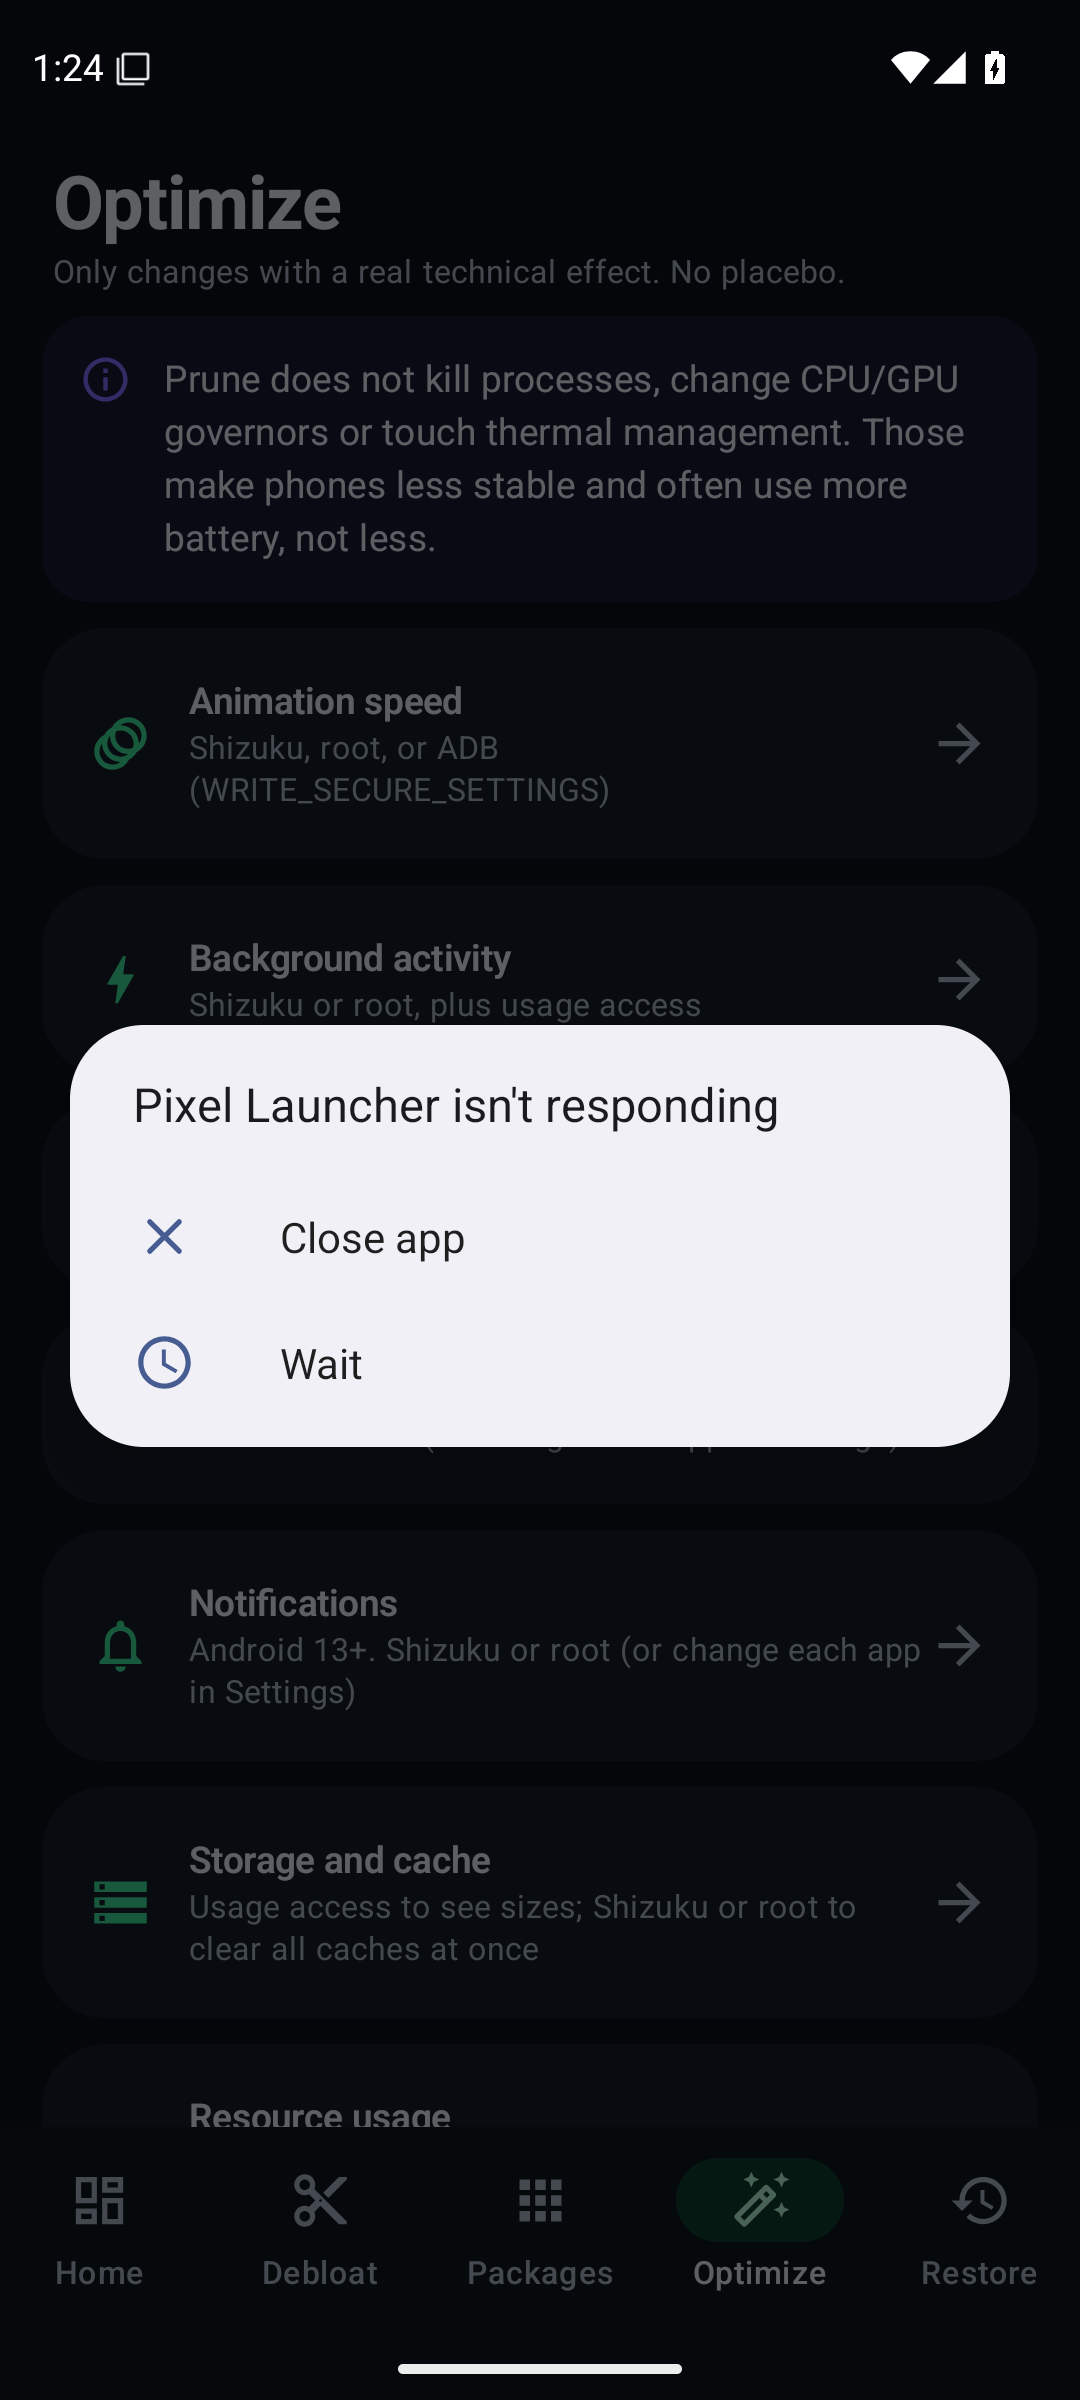 1:24
Optimize
Only changes with a real technical effect. No placebo.
Prune does not kill processes, change CPU/GPU
governors or touch thermal management. Those
make phones less stable and often use more
battery, not less.
Animation speed
Shizuku, root, or ADB
(WRITE_SECURE_SETTINGS)
Background activity
Shizuku or root, plus usage access
Pixel Launcher isn't responding
Close app
Wait
Notifications
Android 13+. Shizuku or root (or change each app
in Settings)
Storage and cache
Usage access to see sizes; Shizuku or root to
clear all caches at once
Resource usage
Home
Debloat
Packages
Optimize
Restore